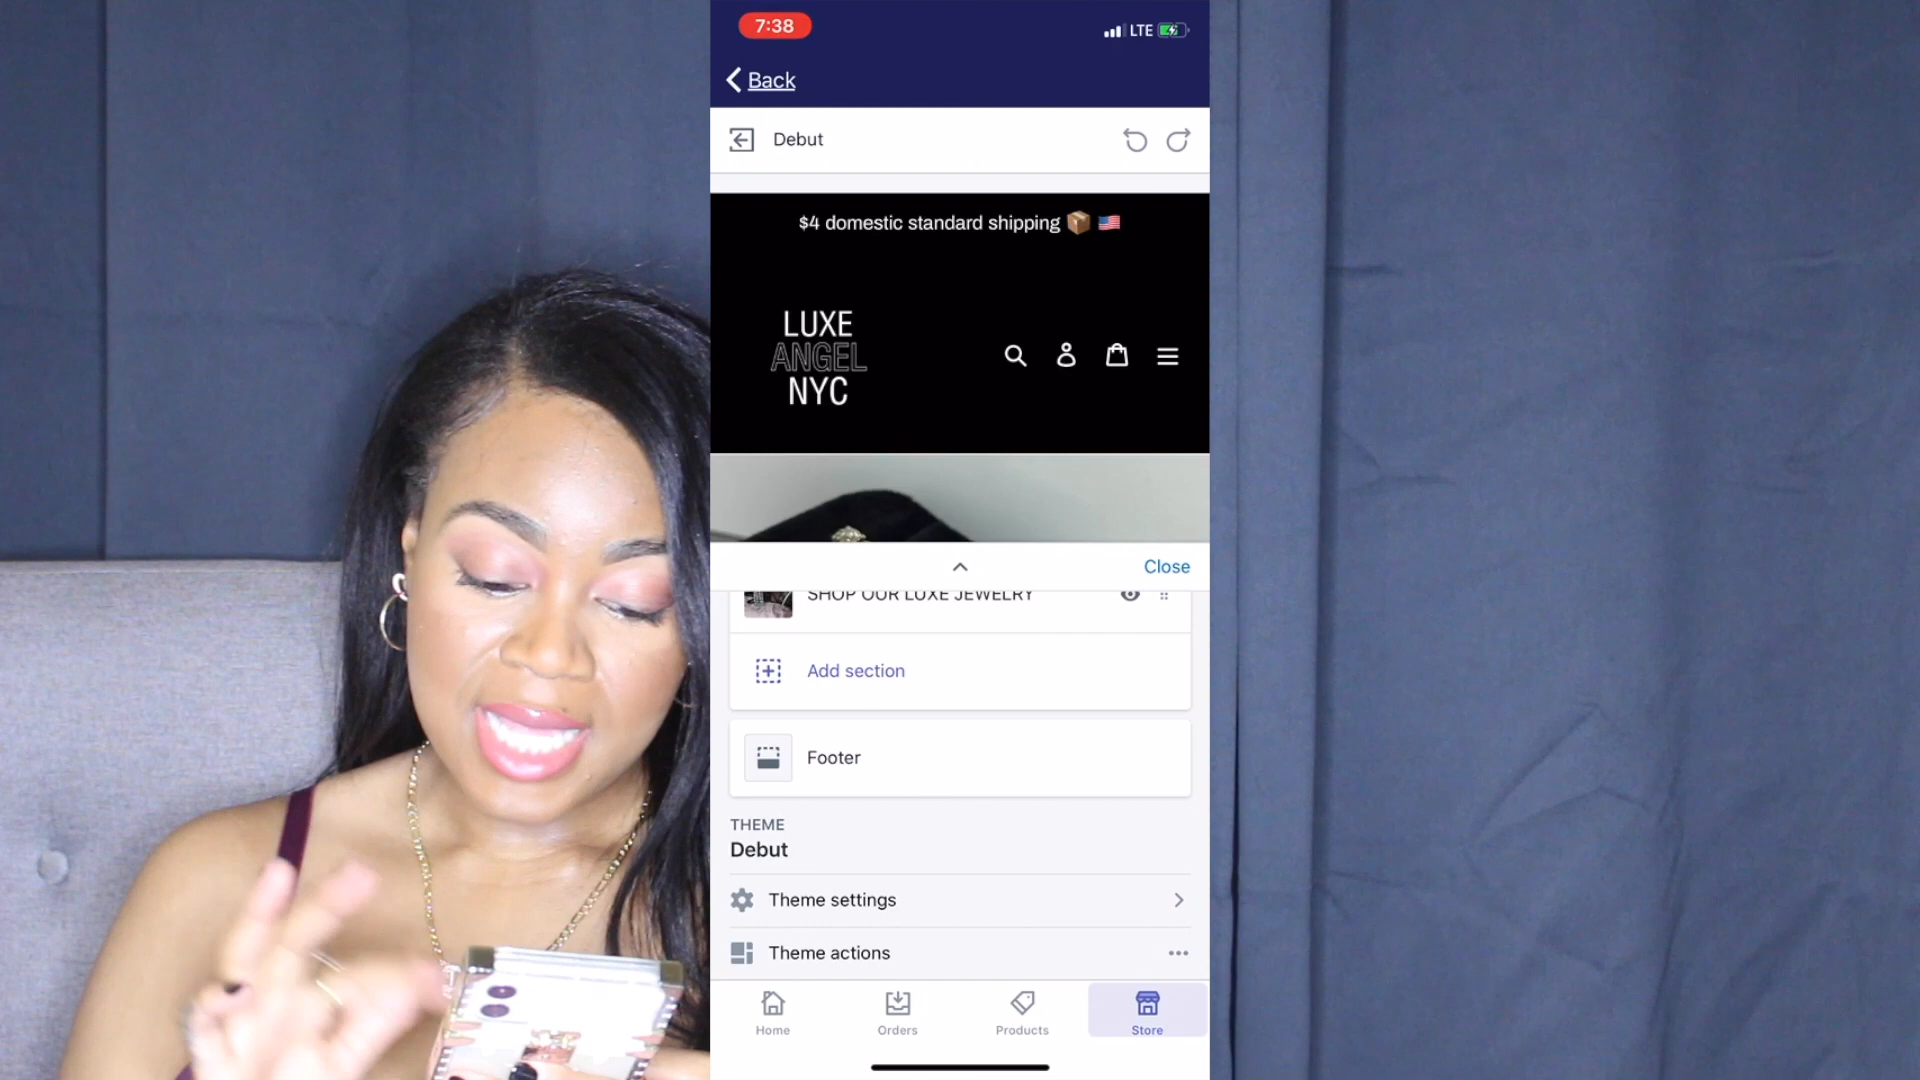 7:38
LTE
Back
Debut
$4 domestic standard shipping 📦 🇺🇸
LUXE
ANGEL
NYC
Close
SHOP OUR LUXE JEWELRY
Add section
Footer
THEME
Debut
Theme settings
Theme actions
Home
Orders
Products
Store